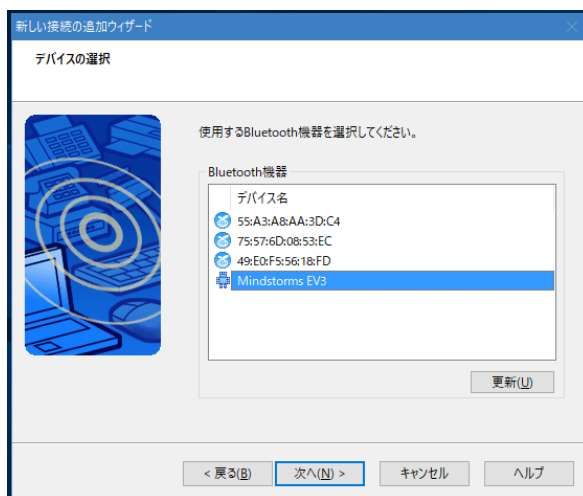 新しい接続の追加ウィザード
デバイスの選択
使用するBluetooth機器を選択してください。
Bluetooth機器
デバイス名
55:A3:A8:AA:3D:C4
75:57:6D:08:53:EC
49:E0:F5:56:18:FD
Mindstorms EV3
更新(U)
< 戻る(B) 次へ(N) > キャンセル ヘルプ